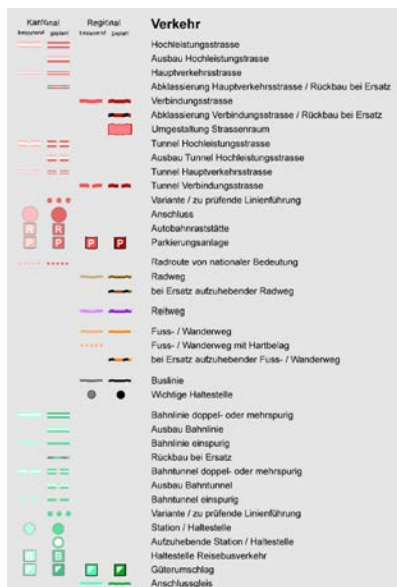 Kantonal Regional Verkehr
bestehend geplant bestehend geplant
Hochleistungsstrasse
Ausbau Hochleistungsstrasse
Hauptverkehrsstrasse
Abklassierung Hauptverkehrsstrasse / Rückbau bei Ersatz
Verbindungsstrasse
Abklassierung Verbindungsstrasse / Rückbau bei Ersatz
Umgestaltung Strassenraum
Tunnel Hochleistungsstrasse
Ausbau Tunnel Hochleistungsstrasse
Tunnel Hauptverkehrsstrasse
Tunnel Verbindungsstrasse
Variante / zu prüfende Linienführung
Anschluss
R R Autobahnraststätte
P P P P Parkierungsanlage
Radroute von nationaler Bedeutung
Radweg
bei Ersatz aufzuhebender Radweg
Reitweg
Fuss- / Wanderweg
Fuss- / Wanderweg mit Hartbelag
bei Ersatz aufzuhebender Fuss- / Wanderweg
Buslinie
Wichtige Haltestelle
Bahnlinie doppel- oder mehrspurig
Ausbau Bahnlinie
Bahnlinie einspurig
Rückbau bei Ersatz
Bahntunnel doppel- oder mehrspurig
Ausbau Bahntunnel
Bahntunnel einspurig
Variante / zu prüfende Linienführung
Station / Haltestelle
Aufzuhebende Station / Haltestelle
B B Haltestelle Reisebusverkehr
Güterumschlag
Anschlussgleis